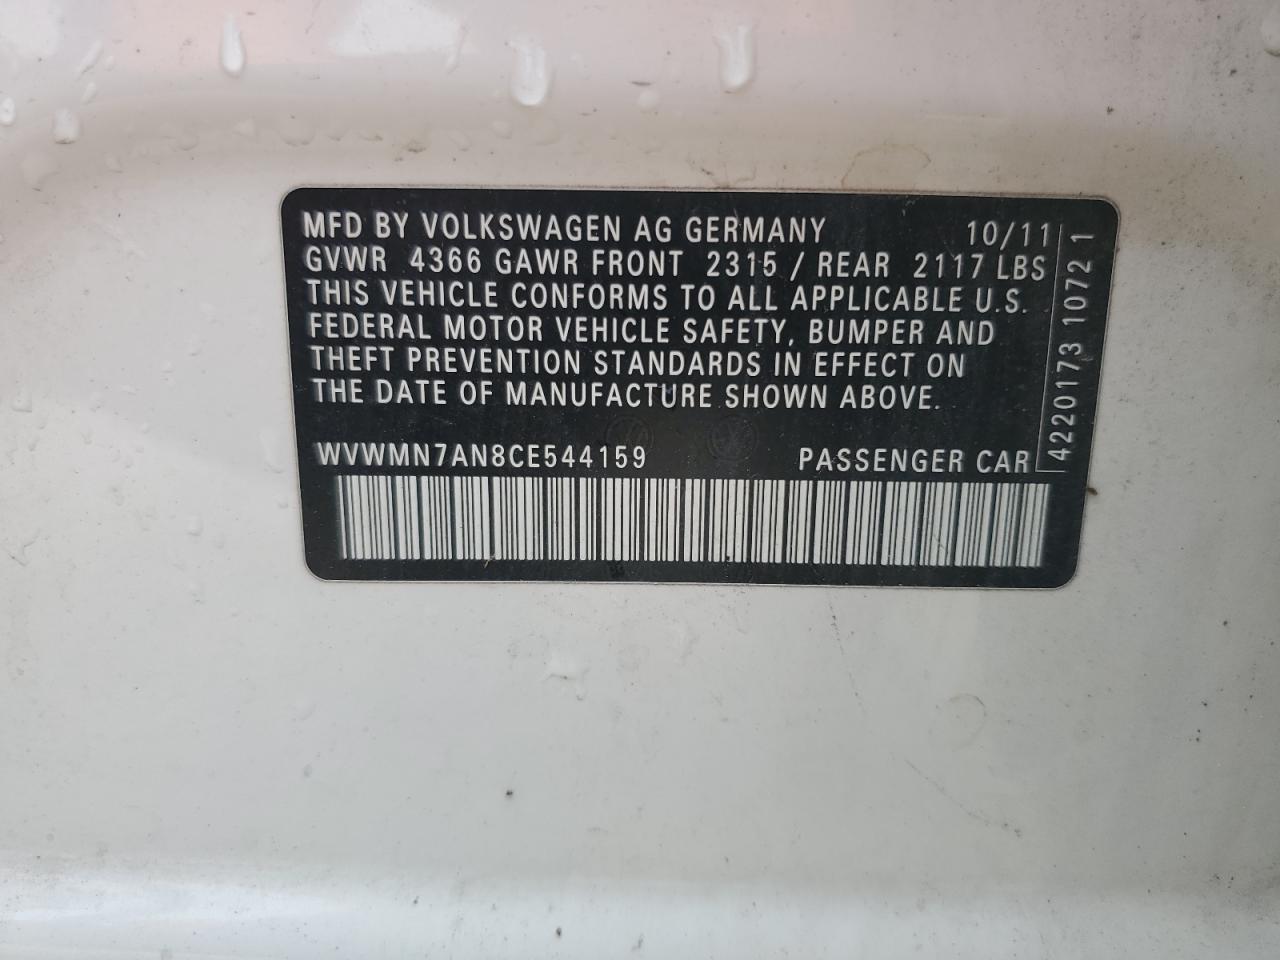 MFD BY VOLKSWAGEN AG GERMANY 10/11
GVWR 4366 GAWR FRONT 2315 / REAR 2117 LBS
THIS VEHICLE CONFORMS TO ALL APPLICABLE U.S.
FEDERAL MOTOR VEHICLE SAFETY, BUMPER AND
THEFT PREVENTION STANDARDS IN EFFECT ON
THE DATE OF MANUFACTURE SHOWN ABOVE.
WVWMN7AN8CE544159 PASSENGER CAR
4220173 1072 1